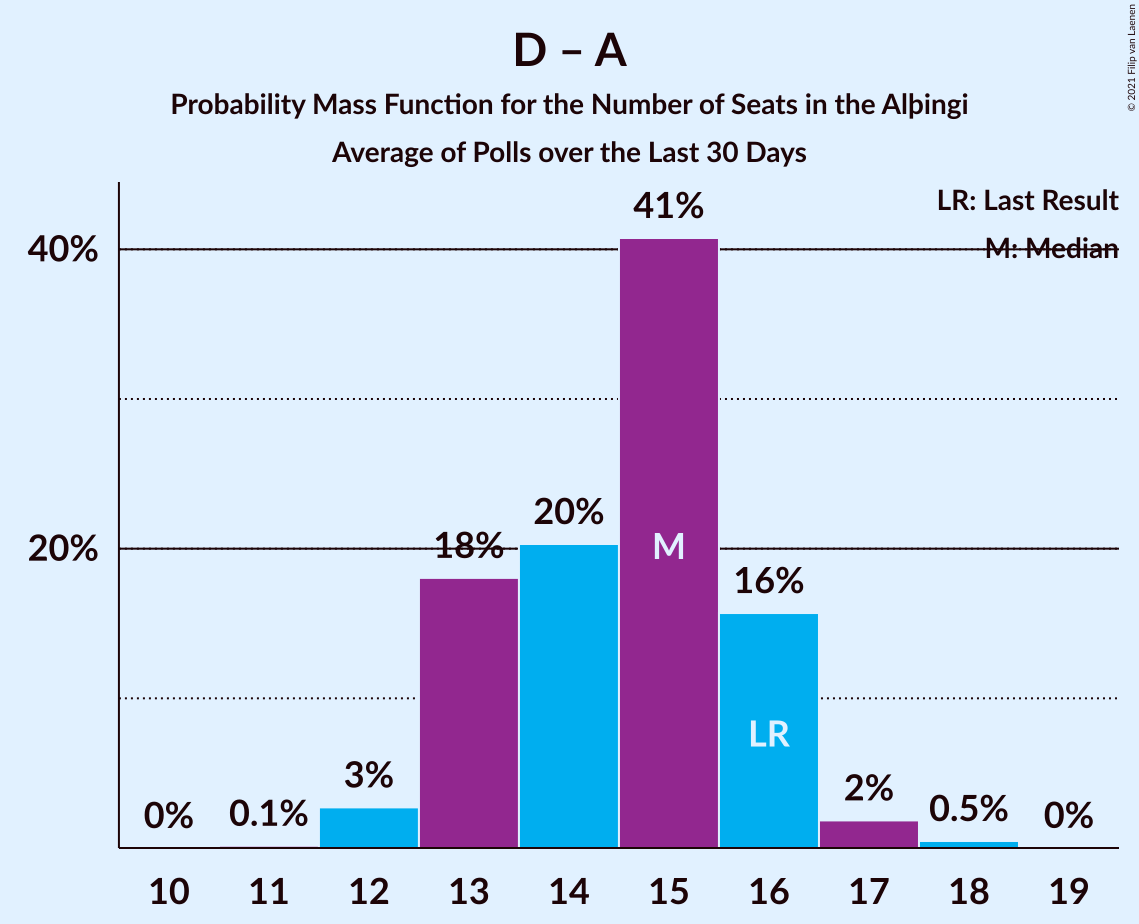 D – A
Probability Mass Function for the Number of Seats in the Alþingi
Average of Polls over the Last 30 Days
© 2021 Filip van Laenen
LR: Last Result
M: Median
40%
20%
0%
0.1%
3%
18%
20%
41%
16%
2%
0.5%
0%
M
LR
10 11 12 13 14 15 16 17 18 19